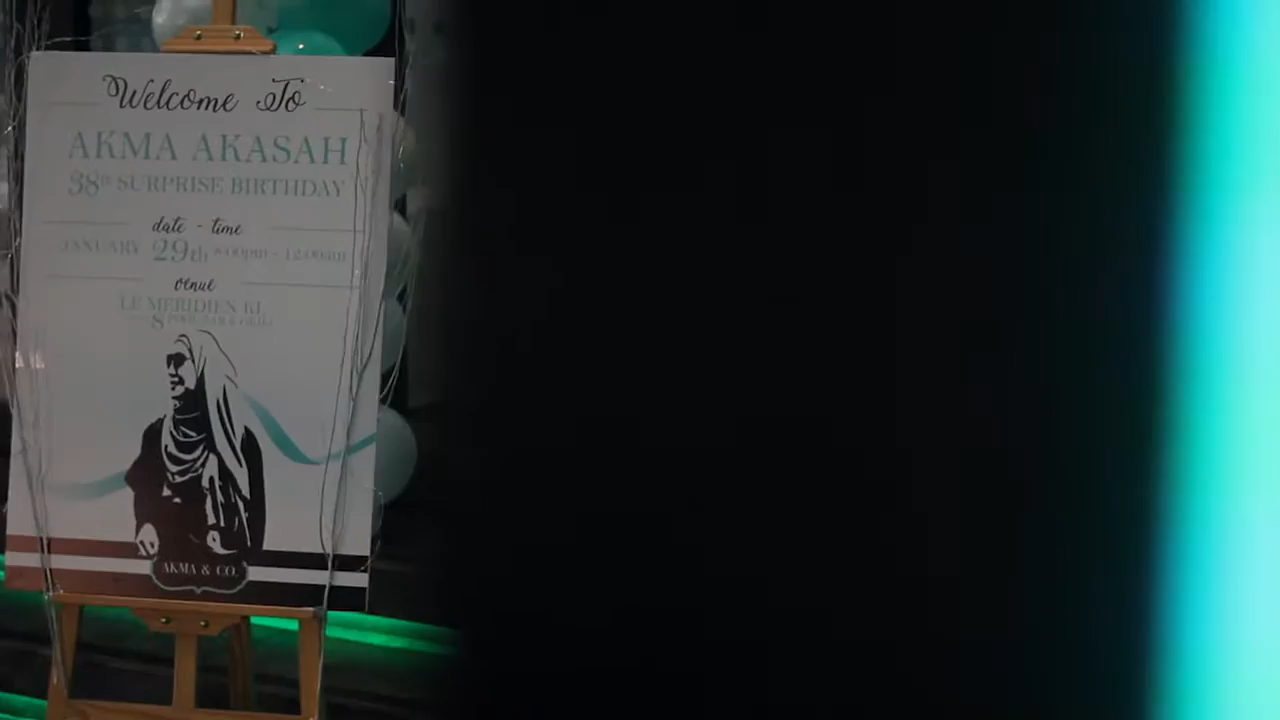 Welcome To
AKMA AKASAH
38th SURPRISE BIRTHDAY
date - time
JANUARY 29th 8:00pm - 12:00am
venue
LE MERIDIEN KL
8
AKMA & CO.